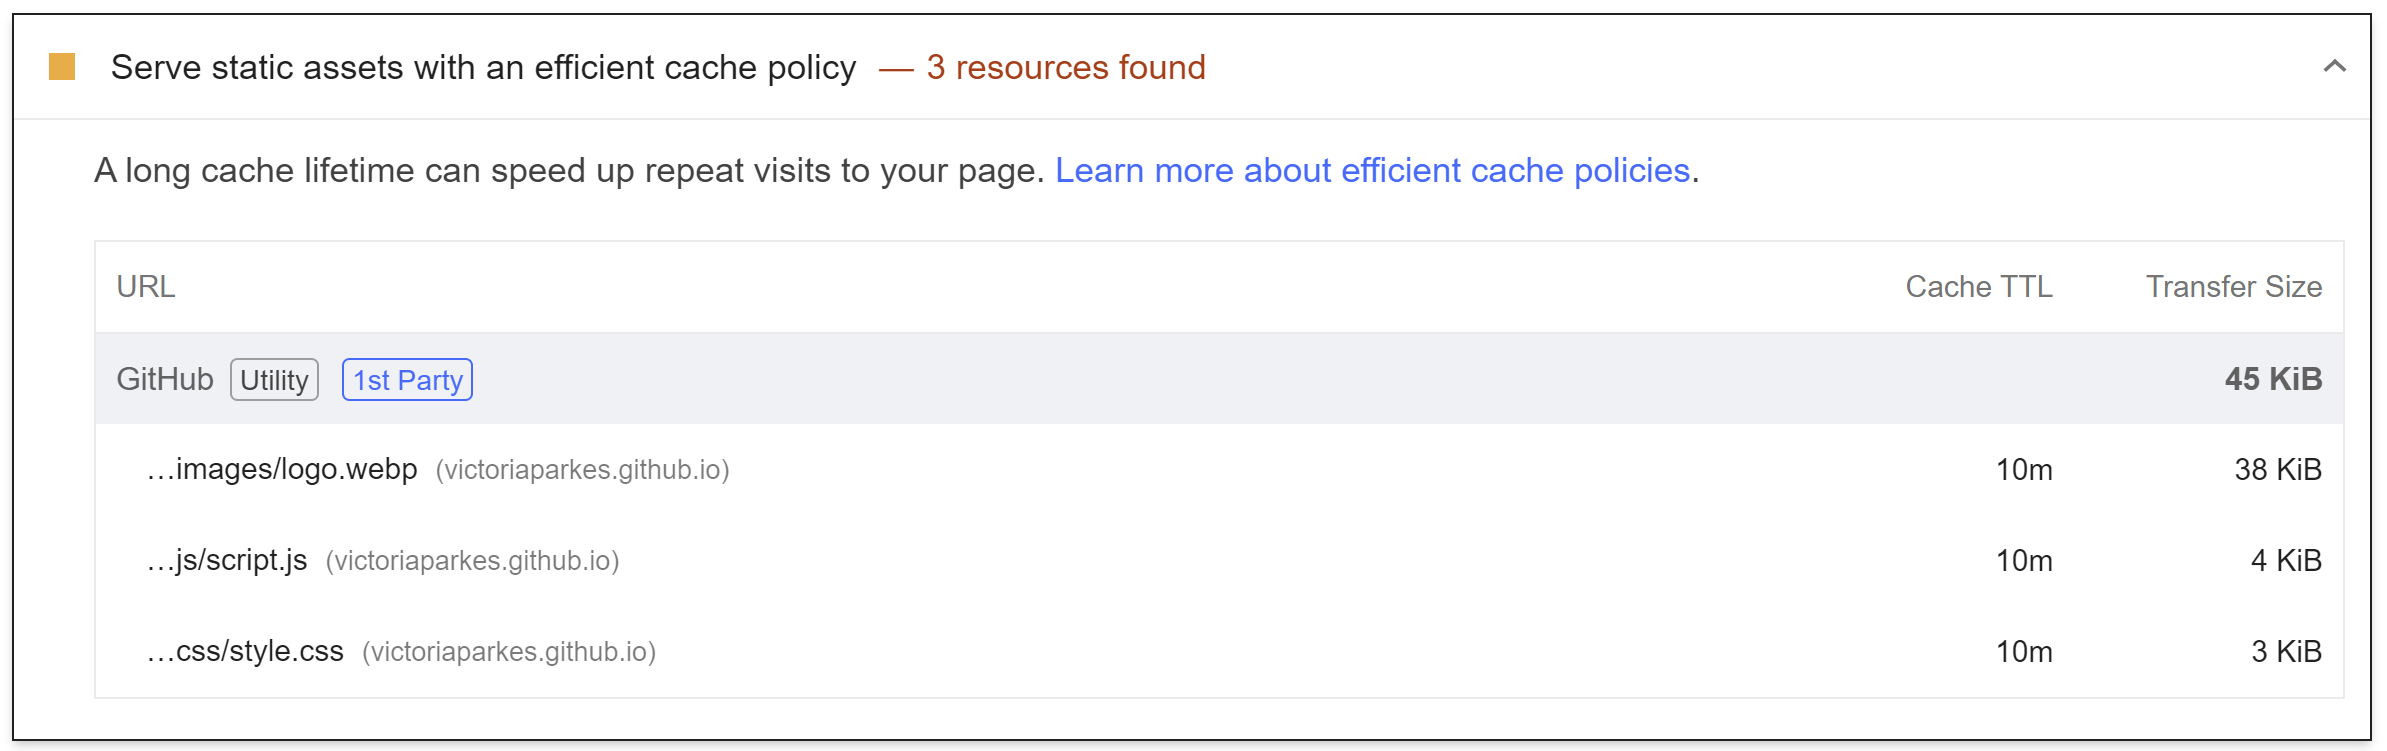 Serve static assets with an efficient cache policy — 3 resources found
A long cache lifetime can speed up repeat visits to your page. Learn more about efficient cache policies.
URL Cache TTL Transfer Size
GitHub Utility 1st Party 45 KiB
…images/logo.webp (victoriaparkes.github.io) 10m 38 KiB
…js/script.js (victoriaparkes.github.io) 10m 4 KiB
…css/style.css (victoriaparkes.github.io) 10m 3 KiB